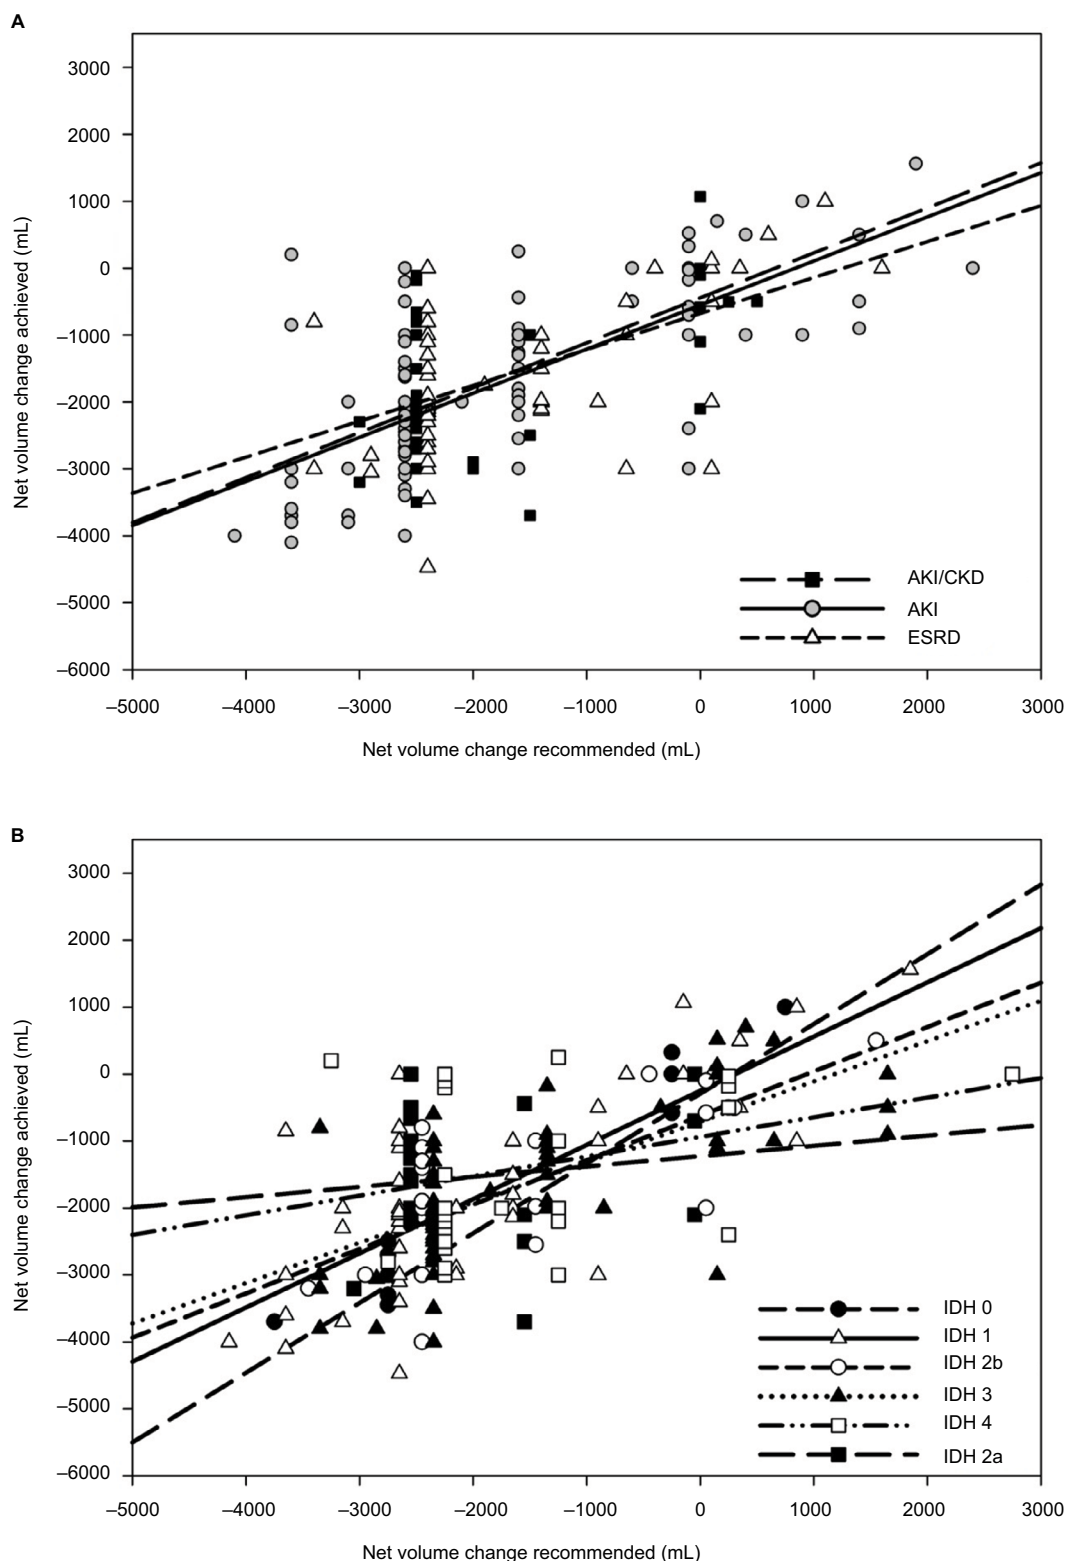 A
3000
2000
1000
0
–1000
–2000
–3000
–4000
–5000
–6000
Net volume change achieved (mL)
AKI/CKD
AKI
ESRD
–5000 –4000 –3000 –2000 –1000 0 1000 2000 3000
Net volume change recommended (mL)
B
3000
2000
1000
0
–1000
–2000
–3000
–4000
–5000
–6000
Net volume change achieved (mL)
IDH 0
IDH 1
IDH 2b
IDH 3
IDH 4
IDH 2a
–5000 –4000 –3000 –2000 –1000 0 1000 2000 3000
Net volume change recommended (mL)